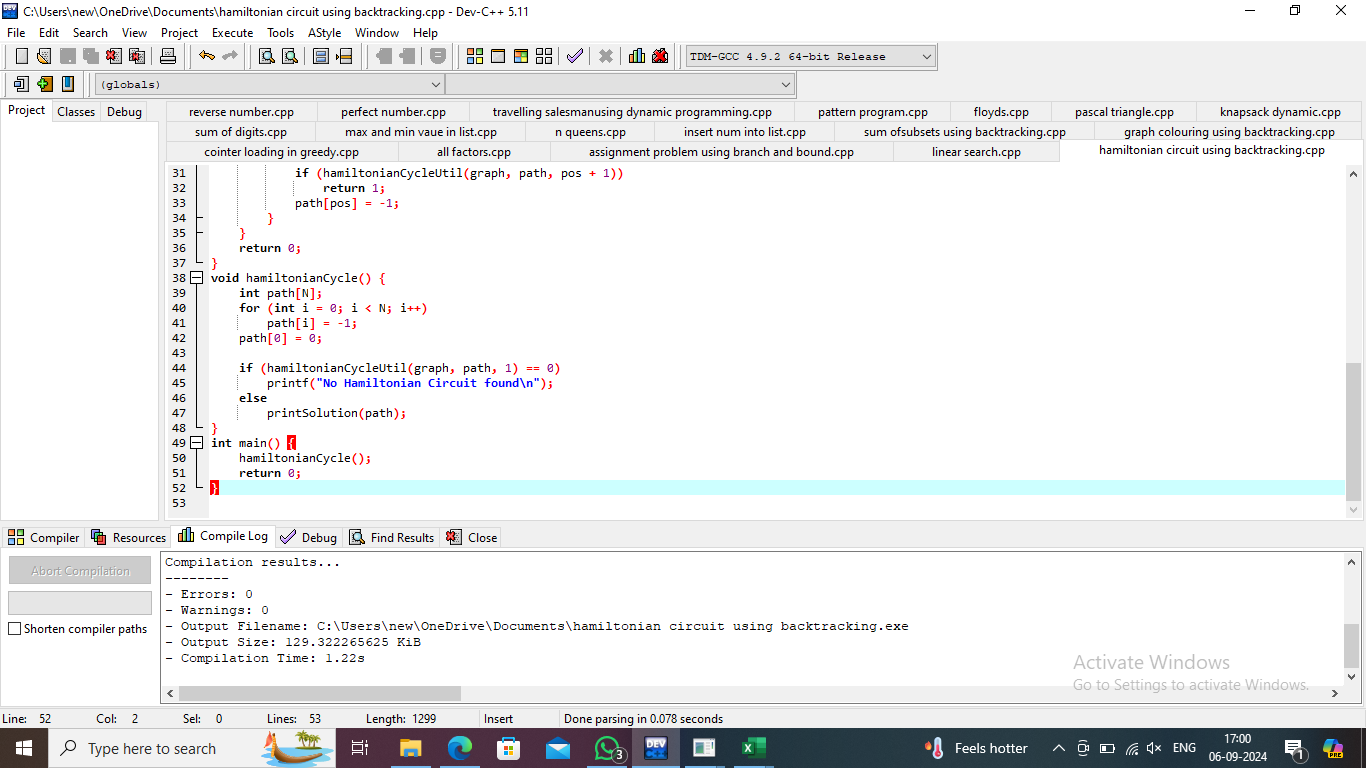 C:\Users\new\OneDrive\Documents\hamiltonian circuit using backtracking.cpp - Dev-C++ 5.11
File Edit Search View Project Execute Tools AStyle Window Help
TDM-GCC 4.9.2 64-bit Release
(globals)
Project Classes Debug
reverse number.cpp perfect number.cpp travelling salesmanusing dynamic programming.cpp pattern program.cpp floyds.cpp pascal triangle.cpp knapsack dynamic.cpp
sum of digits.cpp max and min vaue in list.cpp n queens.cpp insert num into list.cpp sum ofsubsets using backtracking.cpp graph colouring using backtracking.cpp
cointer loading in greedy.cpp all factors.cpp assignment problem using branch and bound.cpp linear search.cpp hamiltonian circuit using backtracking.cpp
31 if (hamiltonianCycleUtil(graph, path, pos + 1))
32 return 1;
33 path[pos] = -1;
34 }
35 }
36 return 0;
37 }
38 void hamiltonianCycle() {
39 int path[N];
40 for (int i = 0; i < N; i++)
41 path[i] = -1;
42 path[0] = 0;
43
44 if (hamiltonianCycleUtil(graph, path, 1) == 0)
45 printf("No Hamiltonian Circuit found\n");
46 else
47 printSolution(path);
48 }
49 int main() {
50 hamiltonianCycle();
51 return 0;
52 }
53
Compiler Resources Compile Log Debug Find Results Close
Abort Compilation
Shorten compiler paths
Compilation results...
--------
- Errors: 0
- Warnings: 0
- Output Filename: C:\Users\new\OneDrive\Documents\hamiltonian circuit using backtracking.exe
- Output Size: 129.322265625 KiB
- Compilation Time: 1.22s
Activate Windows
Go to Settings to activate Windows.
Line: 52 Col: 2 Sel: 0 Lines: 53 Length: 1299 Insert Done parsing in 0.078 seconds
Type here to search
3
DEV
Feels hotter
ENG
17:00
06-09-2024
1
PRE